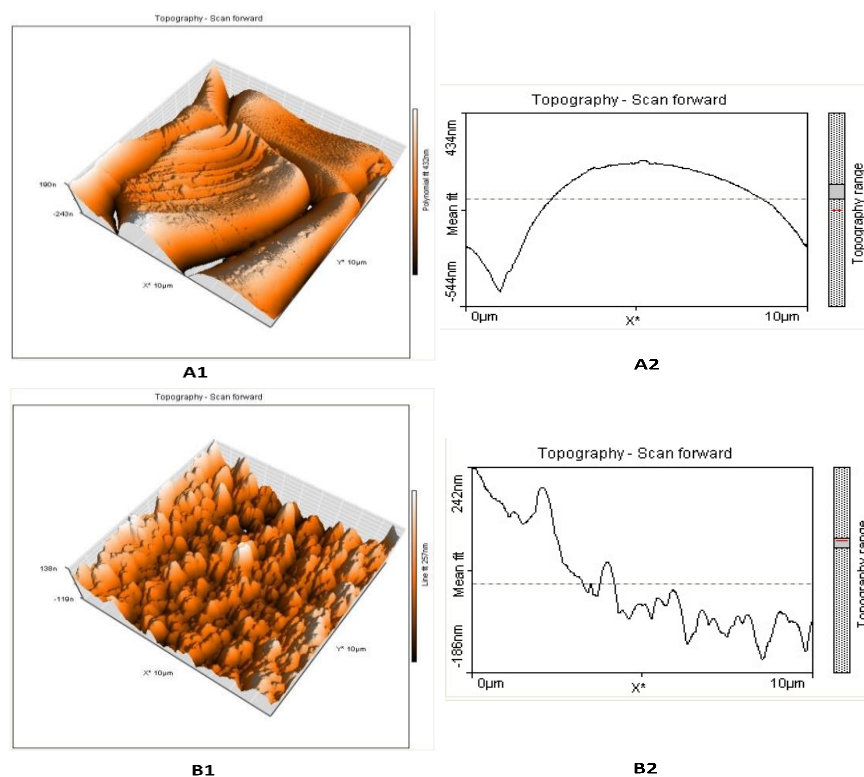 Topography - Scan forward
190n
-243n
X* 10µm
Y* 10µm
Polynomial fit 432nm
A1
Topography - Scan forward
434nm
Mean fit
-544nm
0µm
X*
10µm
Topography range
A2
Topography - Scan forward
138n
-119n
X* 10µm
Y* 10µm
Line fit 257nm
B1
Topography - Scan forward
242nm
Mean fit
-186nm
0µm
X*
10µm
Topography range
B2